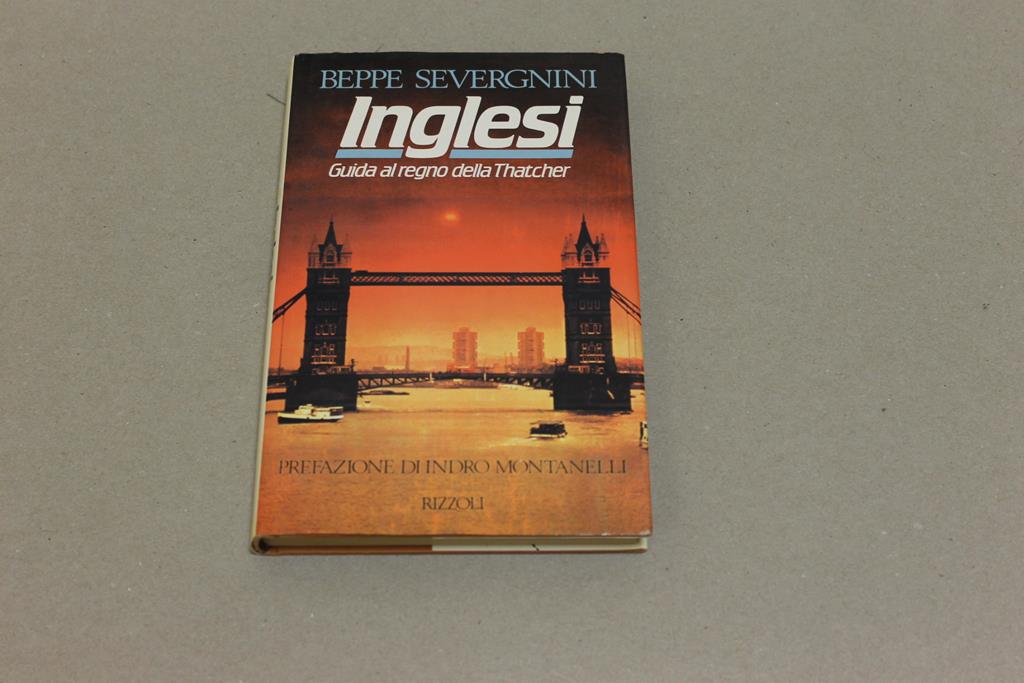 BEPPE SEVERGNINI
Inglesi
Guida al regno della Thatcher
PREFAZIONE DI INDRO MONTANELLI
RIZZOLI